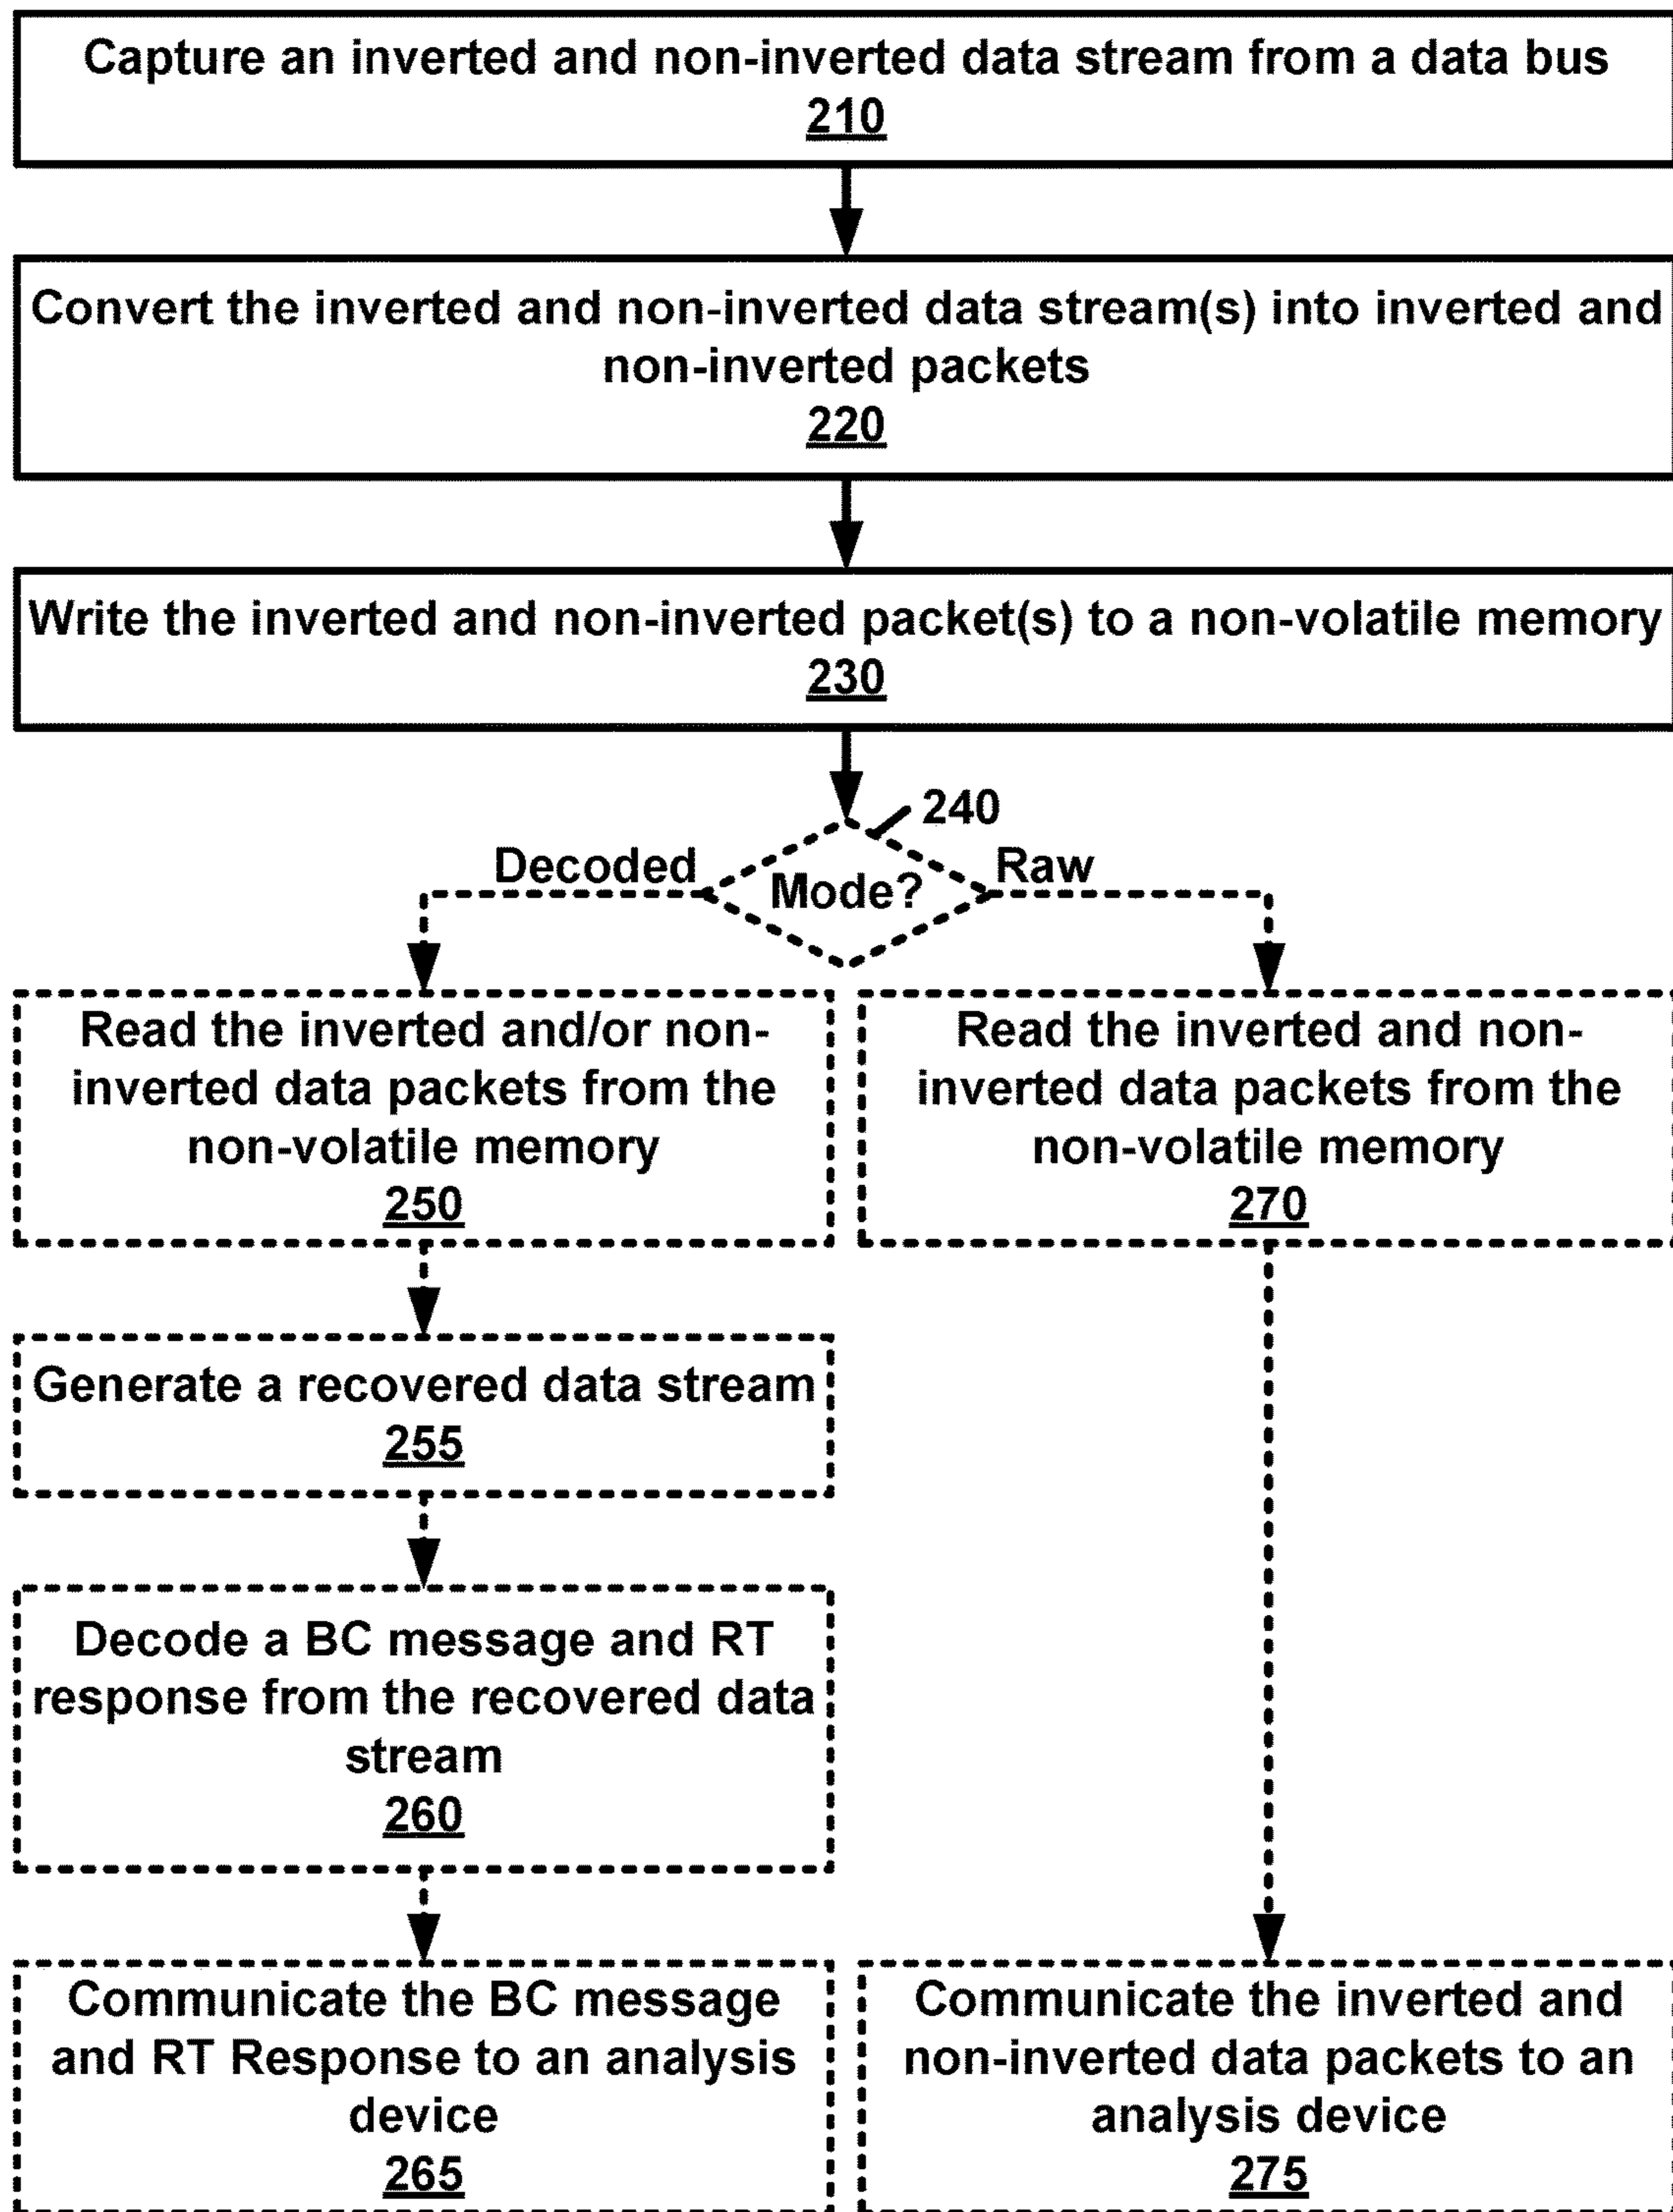 Capture an inverted and non-inverted data stream from a data bus
210
Convert the inverted and non-inverted data stream(s) into inverted and
non-inverted packets
220
Write the inverted and non-inverted packet(s) to a non-volatile memory
230
240
Decoded
Mode?
Raw
Read the inverted and/or non-
inverted data packets from the
non-volatile memory
250
Read the inverted and non-
inverted data packets from the
non-volatile memory
270
Generate a recovered data stream
255
Decode a BC message and RT
response from the recovered data
stream
260
Communicate the BC message
and RT Response to an analysis
device
265
Communicate the inverted and
non-inverted data packets to an
analysis device
275